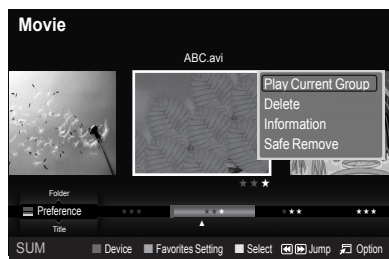 Movie
ABC.avi
Play Current Group
Delete
Information
Safe Remove
Folder
Preference
Title
SUM Device Favorites Setting Select Jump Option